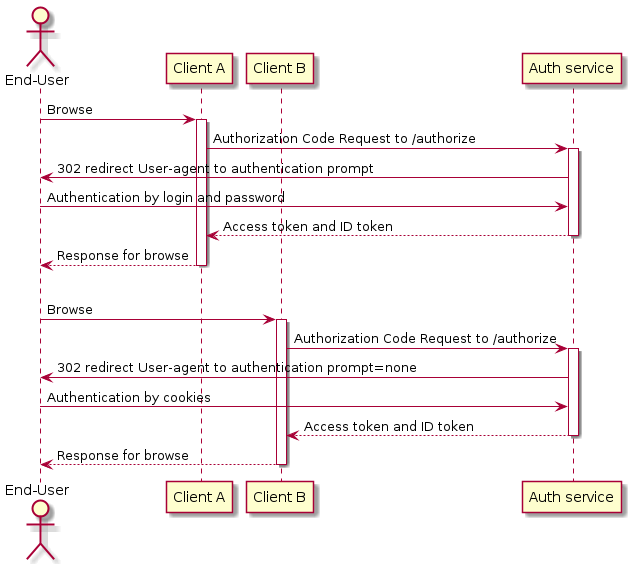 End-User
Client A
Client B
Auth service
Browse
Authorization Code Request to /authorize
302 redirect User-agent to authentication prompt
Authentication by login and password
Access token and ID token
Response for browse
Browse
Authorization Code Request to /authorize
302 redirect User-agent to authentication prompt=none
Authentication by cookies
Access token and ID token
Response for browse
End-User
Client A
Client B
Auth service